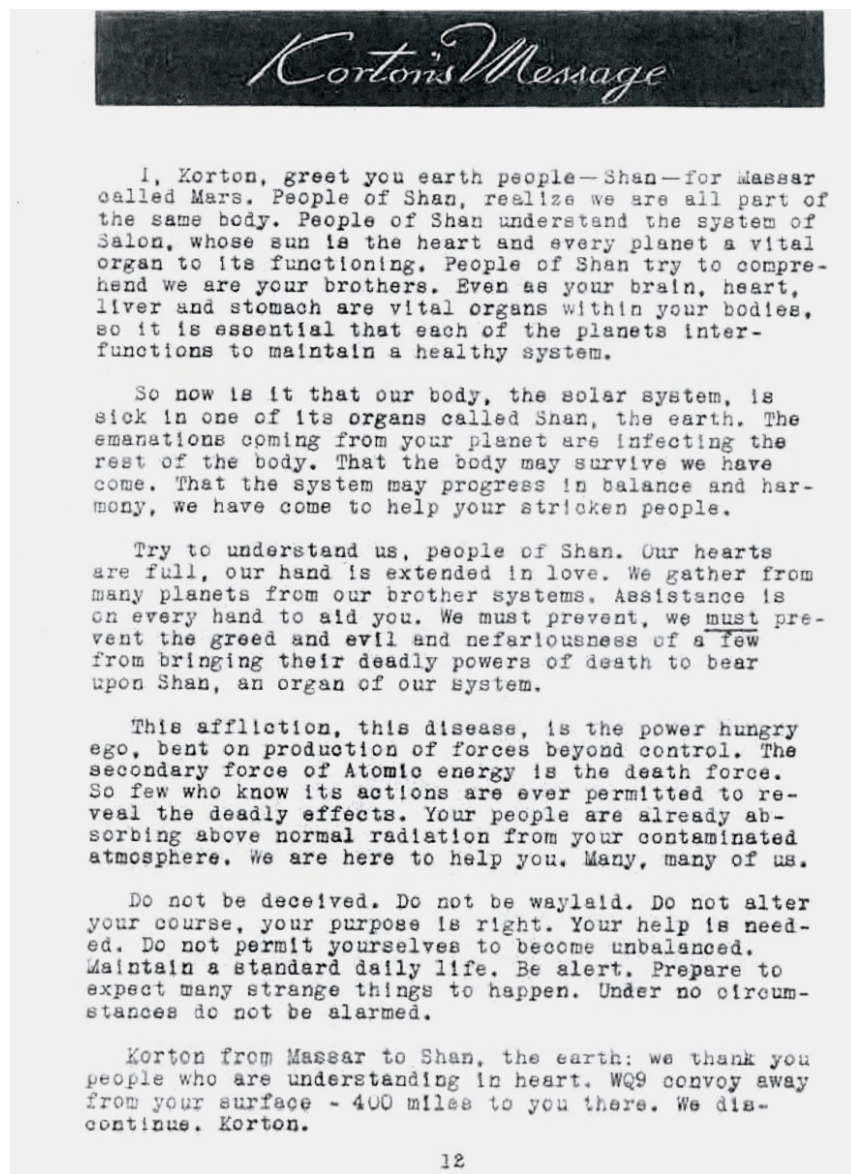 Korton's Message
I, Korton, greet you earth people—Shan—for Massar
called Mars. People of Shan, realize we are all part of
the same body. People of Shan understand the system of
Salon, whose sun is the heart and every planet a vital
organ to its functioning. People of Shan try to compre-
hend we are your brothers. Even as your brain, heart,
liver and stomach are vital organs within your bodies,
so it is essential that each of the planets inter-
functions to maintain a healthy system.
So now is it that our body, the solar system, is
sick in one of its organs called Shan, the earth. The
emanations coming from your planet are infecting the
rest of the body. That the body may survive we have
come. That the system may progress in balance and har-
mony, we have come to help your stricken people.
Try to understand us, people of Shan. Our hearts
are full, our hand is extended in love. We gather from
many planets from our brother systems. Assistance is
on every hand to aid you. We must prevent, we must pre-
vent the greed and evil and nefariousness of a few
from bringing their deadly powers of death to bear
upon Shan, an organ of our system.
This affliction, this disease, is the power hungry
ego, bent on production of forces beyond control. The
secondary force of Atomic energy is the death force.
So few who know its actions are ever permitted to re-
veal the deadly effects. Your people are already ab-
sorbing above normal radiation from your contaminated
atmosphere. We are here to help you. Many, many of us.
Do not be deceived. Do not be waylaid. Do not alter
your course, your purpose is right. Your help is need-
ed. Do not permit yourselves to become unbalanced.
Maintain a standard daily life. Be alert. Prepare to
expect many strange things to happen. Under no circum-
stances do not be alarmed.
Korton from Massar to Shan, the earth: we thank you
people who are understanding in heart. WQ9 convoy away
from your surface - 400 miles to you there. We dis-
continue. Korton.
12